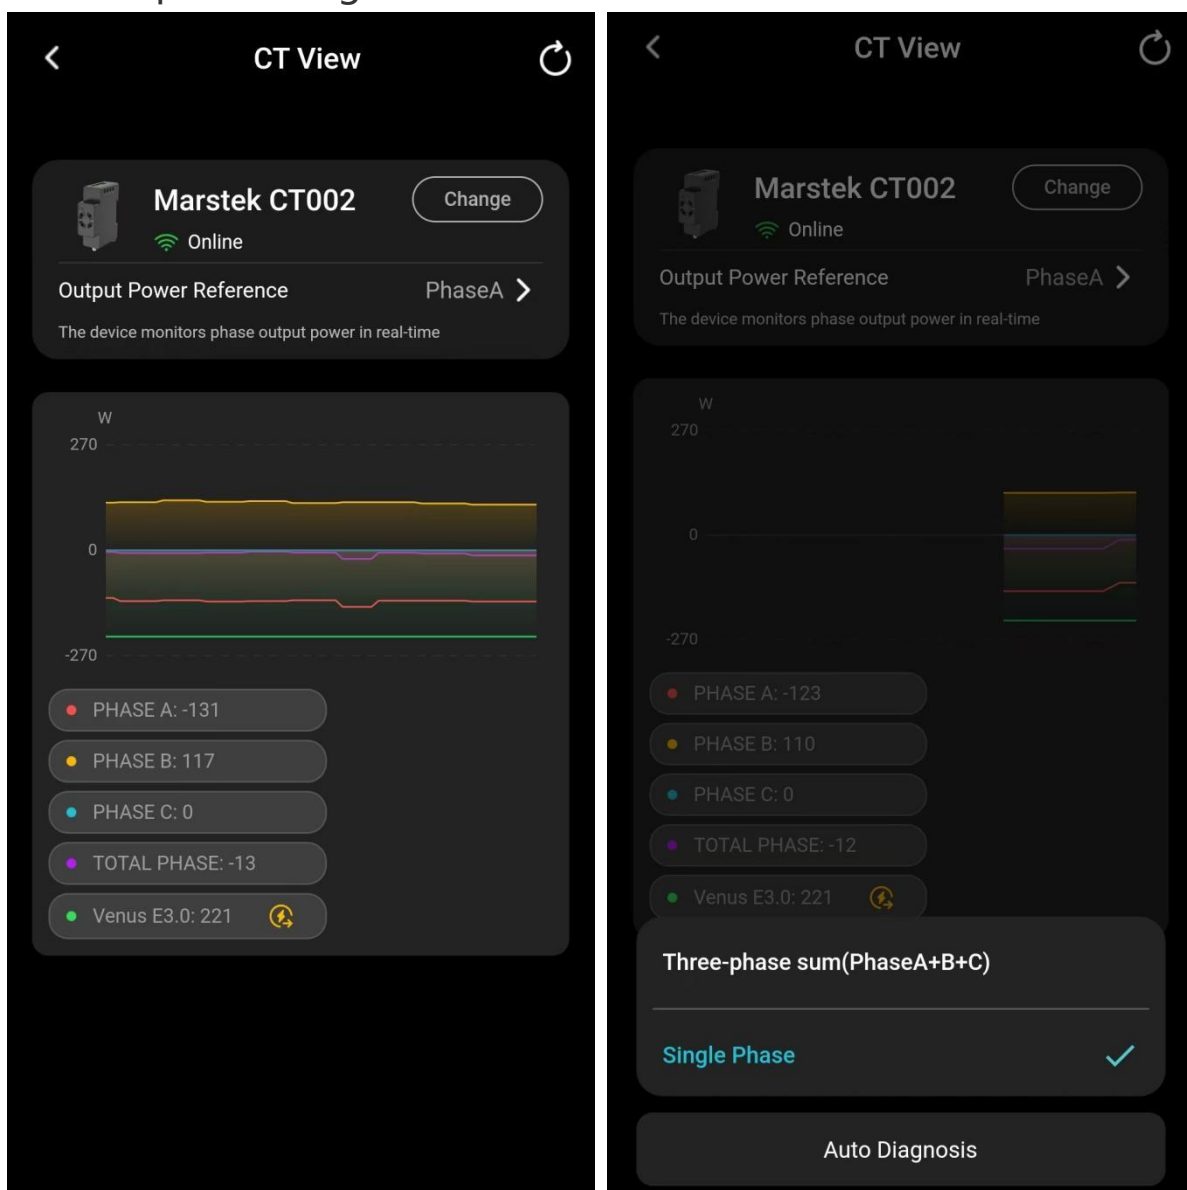 CT View
Marstek CT002
Change
Online
Output Power Reference
PhaseA
The device monitors phase output power in real-time
W
270
0
-270
PHASE A: -131
PHASE B: 117
PHASE C: 0
TOTAL PHASE: -13
Venus E3.0: 221
CT View
Marstek CT002
Change
Online
Output Power Reference
PhaseA
The device monitors phase output power in real-time
W
270
0
-270
PHASE A: -123
PHASE B: 110
PHASE C: 0
TOTAL PHASE: -12
Venus E3.0: 221
Three-phase sum(PhaseA+B+C)
Single Phase
Auto Diagnosis